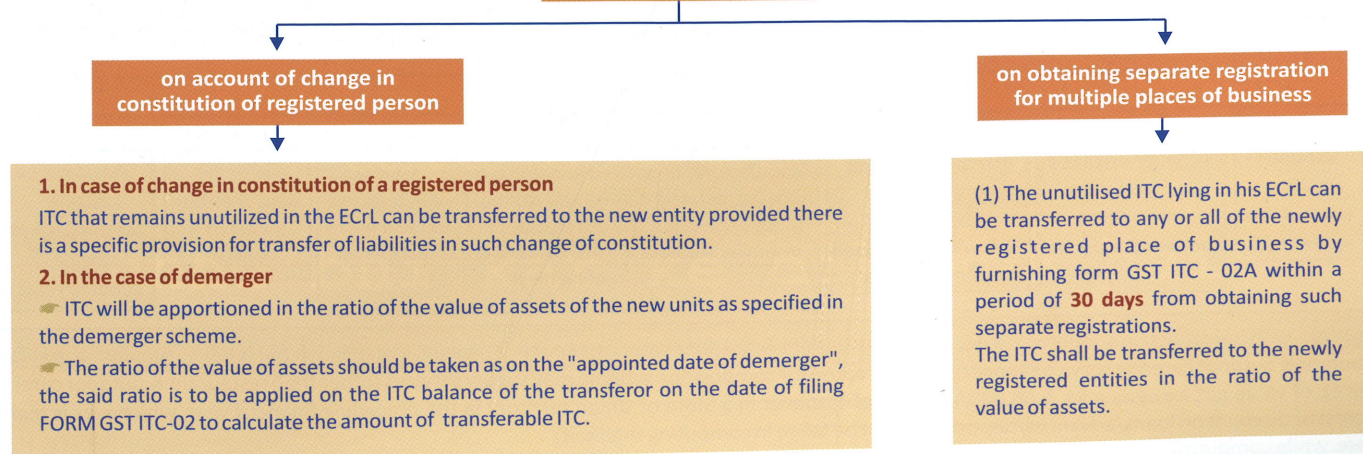 on account of change in
constitution of registered person
1. In case of change in constitution of a registered person
ITC that remains unutilized in the ECrL can be transferred to the new entity provided there
is a specific provision for transfer of liabilities in such change of constitution.
2. In the case of demerger
☛ ITC will be apportioned in the ratio of the value of assets of the new units as specified in
the demerger scheme.
☛ The ratio of the value of assets should be taken as on the "appointed date of demerger",
the said ratio is to be applied on the ITC balance of the transferor on the date of filing
FORM GST ITC-02 to calculate the amount of transferable ITC.
on obtaining separate registration
for multiple places of business
(1) The unutilised ITC lying in his ECrL can
be transferred to any or all of the newly
registered place of business by
furnishing form GST ITC - 02A within a
period of 30 days from obtaining such
separate registrations.
The ITC shall be transferred to the newly
registered entities in the ratio of the
value of assets.